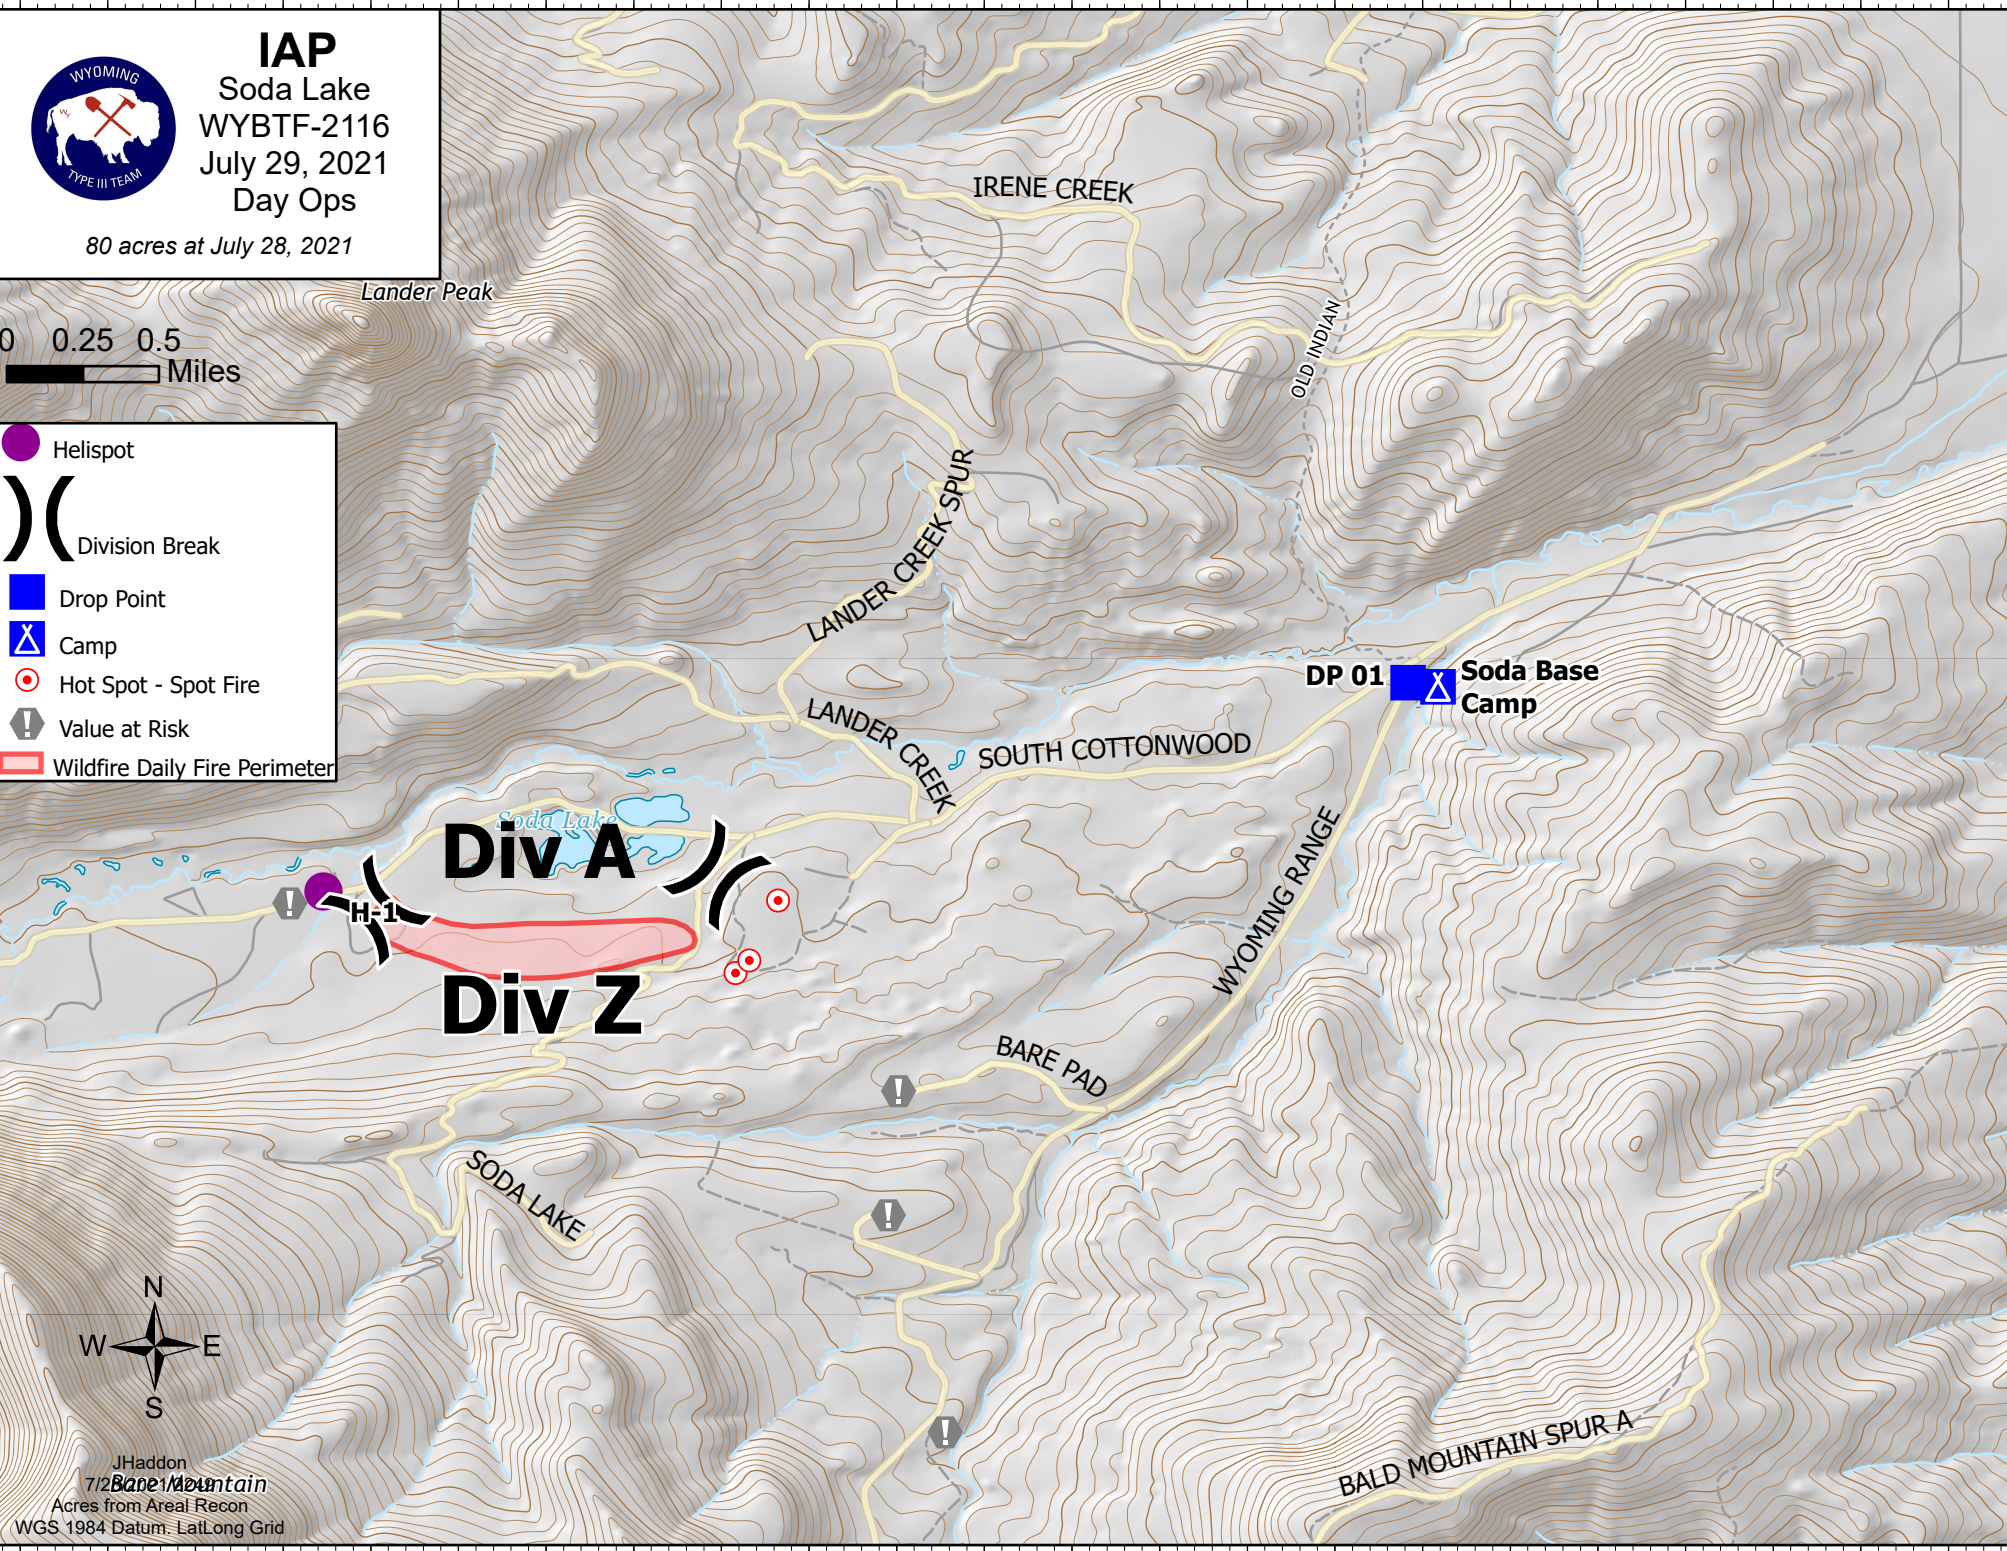 IAP
Soda Lake
WYBTF-2116
July 29, 2021
Day Ops
80 acres at July 28, 2021
WYOMING
TYPE III TEAM
Lander Peak
0 0.25 0.5
Miles
Helispot
Division Break
Drop Point
Camp
Hot Spot - Spot Fire
Value at Risk
Wildfire Daily Fire Perimeter
IRENE CREEK
OLD INDIAN
LANDER CREEK SPUR
DP 01
Soda Base
Camp
LANDER CREEK
SOUTH COTTONWOOD
WYOMING RANGE
Soda Lake
Div A
H-1
Div Z
BARE PAD
SODA LAKE
N
W E
S
BALD MOUNTAIN SPUR A
JHaddon
Bare Mountain
Acres from Areal Recon
WGS 1984 Datum. LatLong Grid